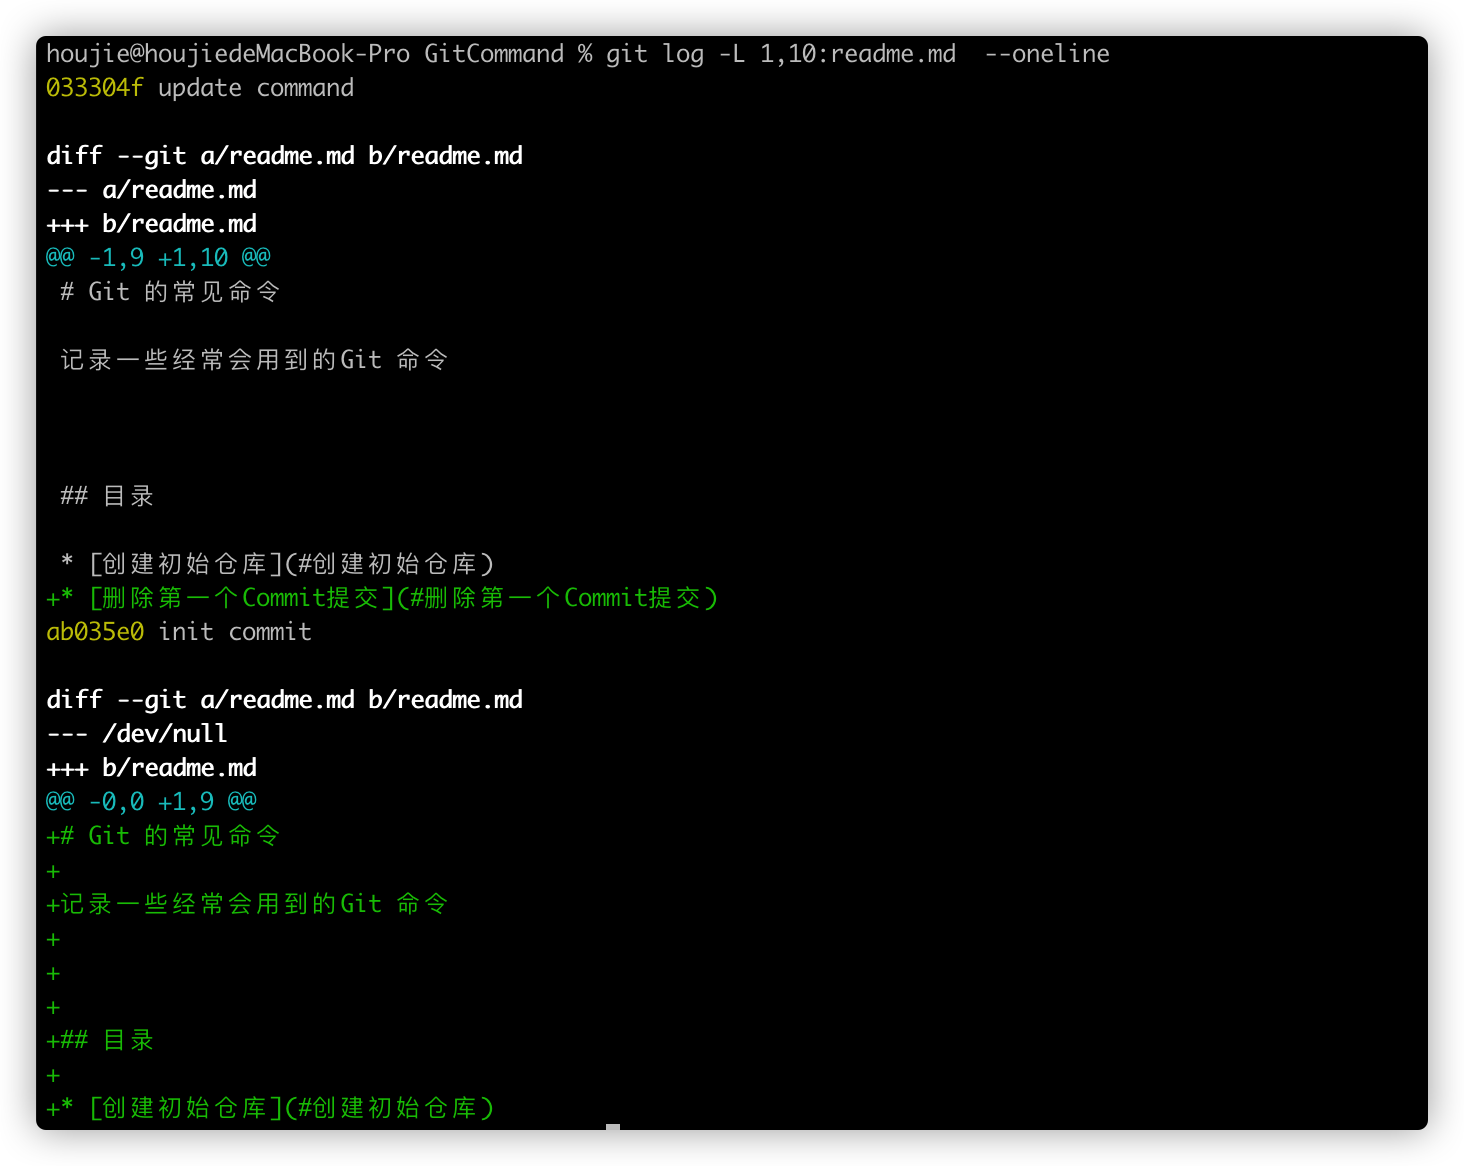 houjie@houjiedeMacBook-Pro GitCommand % git log -L 1,10:readme.md  --oneline
033304f update command
diff --git a/readme.md b/readme.md
--- a/readme.md
+++ b/readme.md
@@ -1,9 +1,10 @@
 # Git 的常见命令
 记录一些经常会用到的Git 命令
 ## 目录
 * [创建初始仓库](#创建初始仓库)
+* [删除第一个Commit提交](#删除第一个Commit提交)
ab035e0 init commit
diff --git a/readme.md b/readme.md
--- /dev/null
+++ b/readme.md
@@ -0,0 +1,9 @@
+# Git 的常见命令
+
+记录一些经常会用到的Git 命令
+
+
+
+## 目录
+
+* [创建初始仓库](#创建初始仓库)